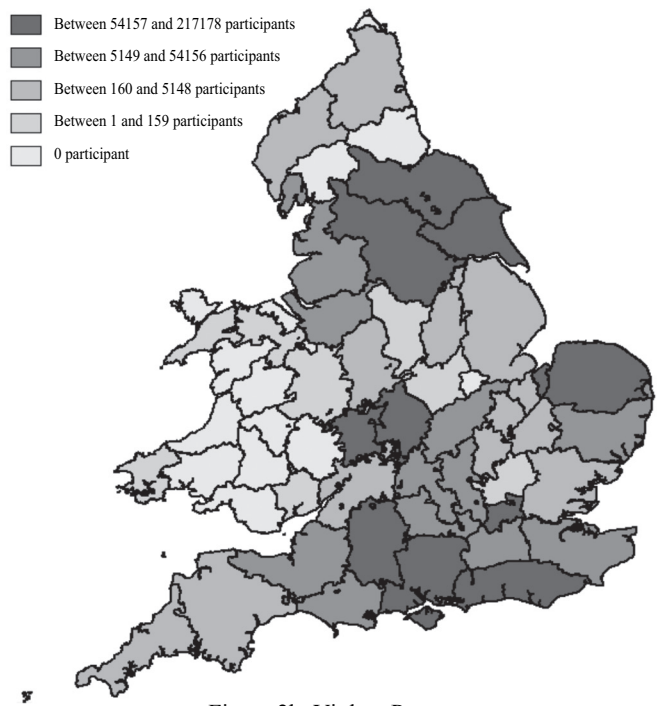 Between 54157 and 217178 participants
Between 5149 and 54156 participants
Between 160 and 5148 participants
Between 1 and 159 participants
0 participant